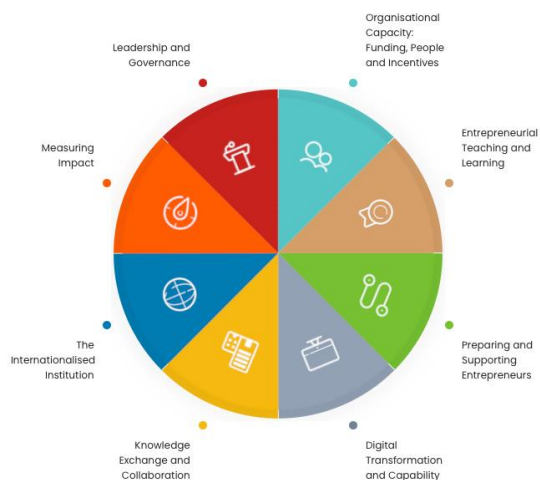 Organisational
Capacity:
Funding, People
and Incentives
Leadership and
Governance
Entrepreneurial
Teaching and
Learning
Measuring
Impact
Preparing and
Supporting
Entrepreneurs
The
Internationalised
Institution
Digital
Transformation
and Capability
Knowledge
Exchange and
Collaboration